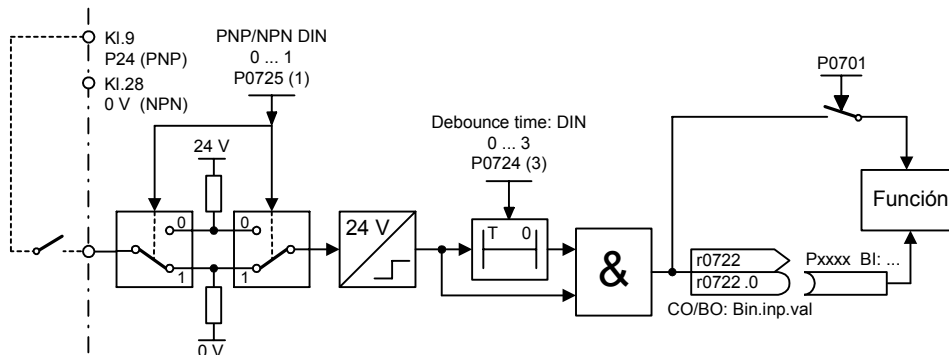 Kl.9
P24 (PNP)
Kl.28
0 V (NPN)
PNP/NPN DIN
0 ... 1
P0725 (1)
24 V
0
1
0
1
0 V
24 V
Debounce time: DIN
0 ... 3
P0724 (3)
T 0
&
P0701
Función
r0722
r0722 .0
Pxxxx BI: ...
CO/BO: Bin.inp.val